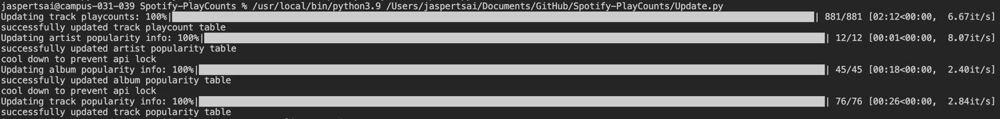 jaspertsai@campus-031-039 Spotify-PlayCounts % /usr/local/bin/python3.9 /Users/jaspertsai/Documents/GitHub/Spotify-PlayCounts/Update.py
Updating track playcounts: 100%| | 881/881 [02:12<00:00, 6.67it/s]
successfully updated track playcount table
Updating artist popularity info: 100%| | 12/12 [00:01<00:00, 8.07it/s]
successfully updated artist popularity table
cool down to prevent api lock
Updating album popularity info: 100%| | 45/45 [00:18<00:00, 2.40it/s]
successfully updated album popularity table
cool down to prevent api lock
Updating track popularity info: 100%| | 76/76 [00:26<00:00, 2.84it/s]
successfully updated track popularity table